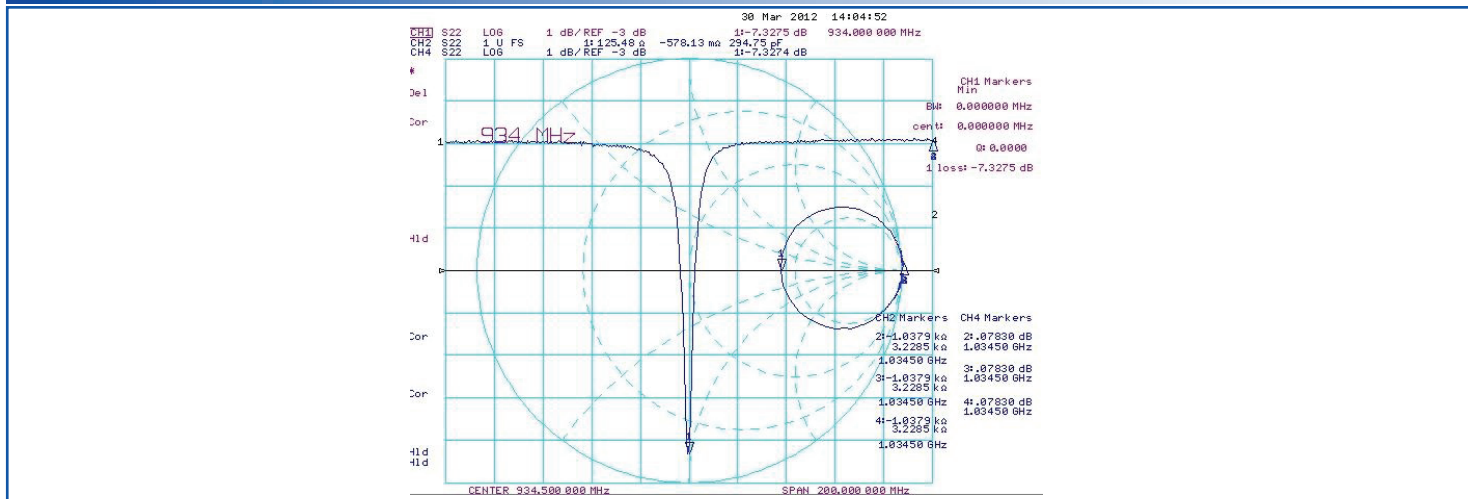 30 Mar 2012 14:04:52
CH1 S22 LOG 1 dB/ REF -3 dB 1:-7.3275 dB 934.000 000 MHz
CH2 S22 1 U FS 1: 125.48 Ω -578.13 mΩ 294.75 pF
CH4 S22 LOG 1 dB/ REF -3 dB 1:-7.3274 dB
*
Del
Cor
CH1 Markers
Min
BW: 0.000000 MHz
cent: 0.000000 MHz
Q: 0.0000
1 loss: -7.3275 dB
934 MHz
1
2
Hld
1
CH2 Markers CH4 Markers
Cor
2:-1.0379 kΩ 2:.07830 dB
3.2285 kΩ 1.03450 GHz
1.03450 GHz
3:-1.0379 kΩ 3:.07830 dB
3.2285 kΩ 1.03450 GHz
Cor
1.03450 GHz 4:.07830 dB
1.03450 GHz
4:-1.0379 kΩ
3.2285 kΩ
1.03450 GHz
Hld
Hld
CENTER 934.500 000 MHz SPAN 200.000 000 MHz